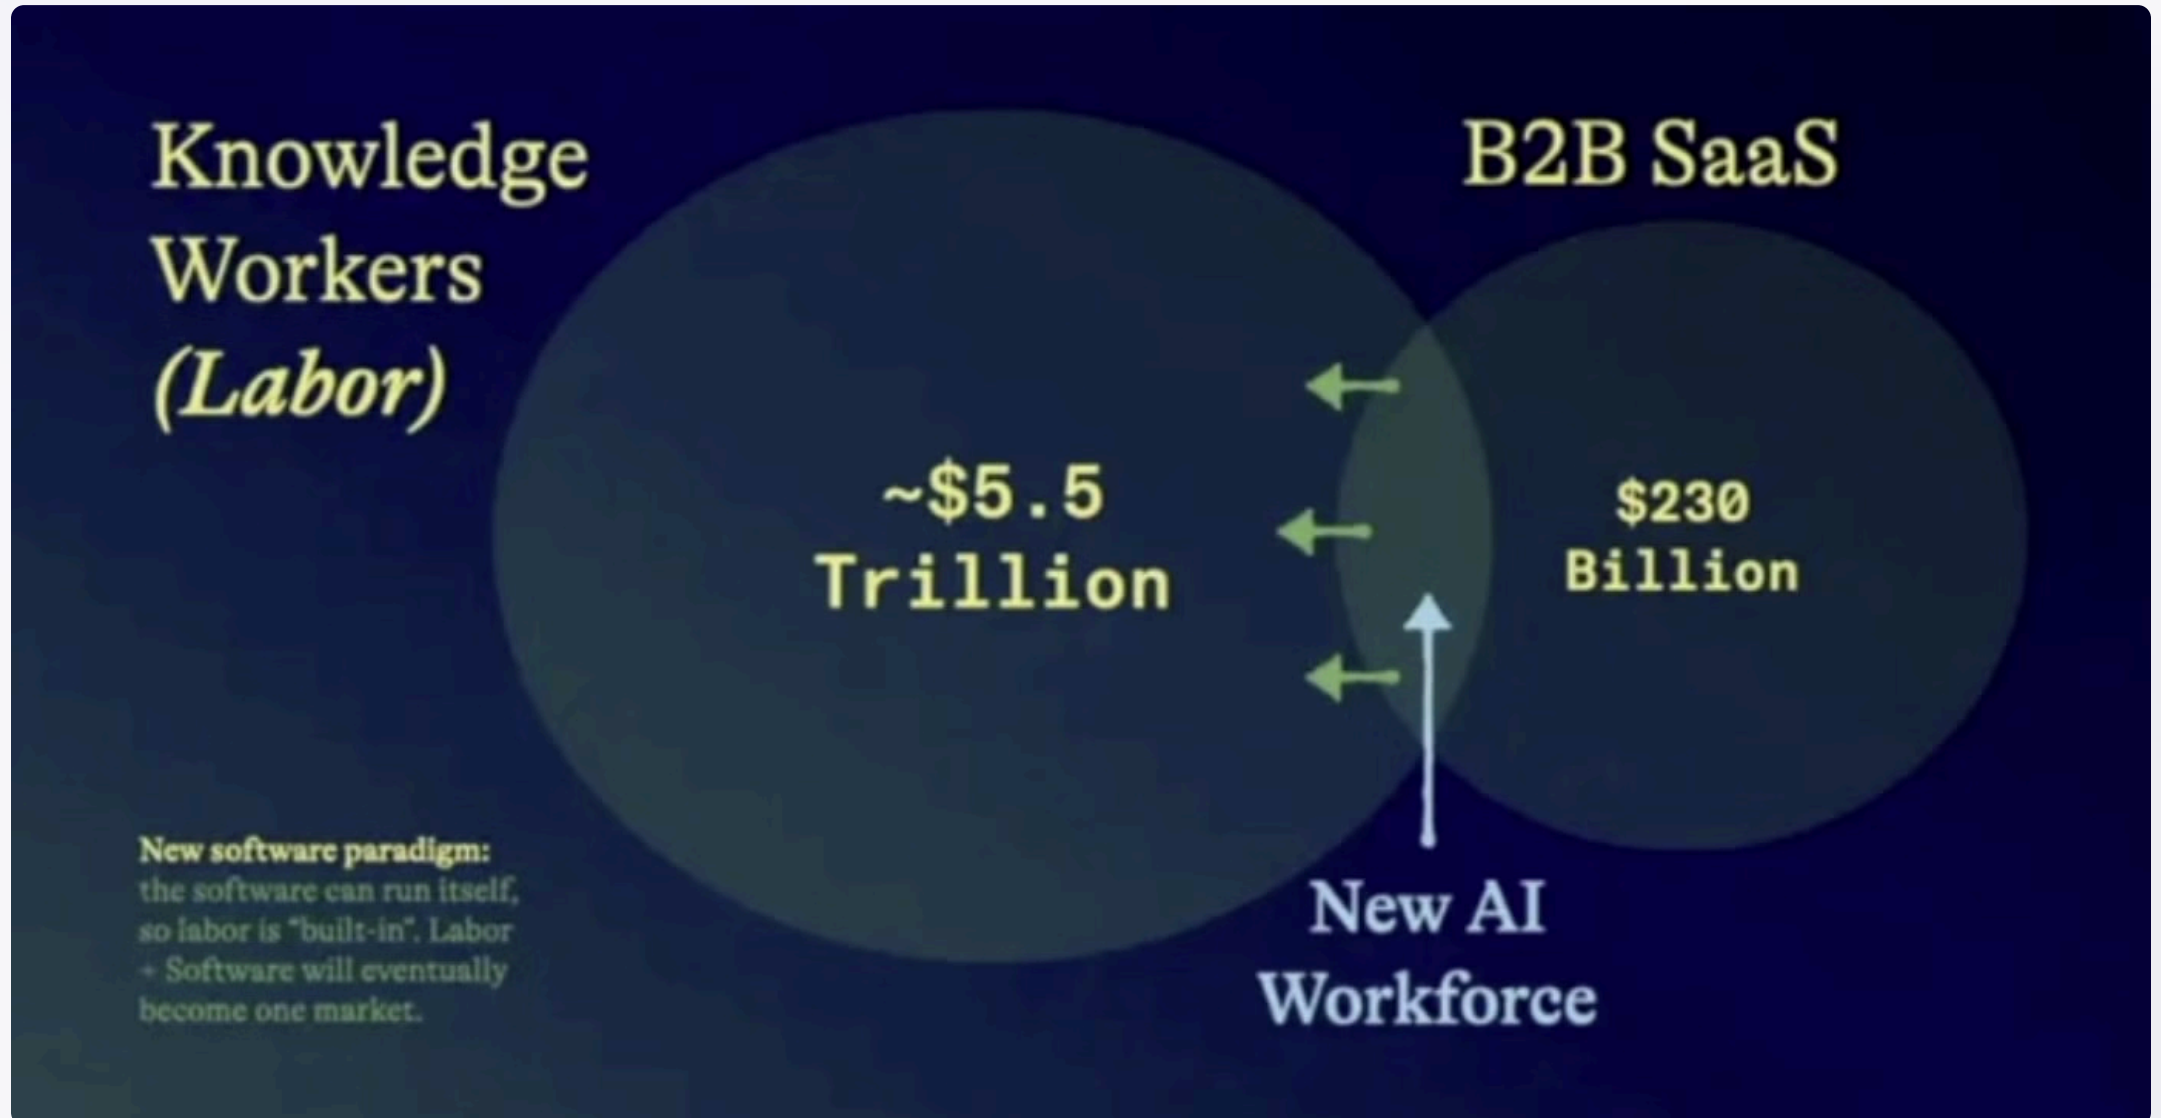 Knowledge
Workers
(Labor)
B2B SaaS
~$5.5
Trillion
$230
Billion
New AI
Workforce
New software paradigm:
the software can run itself,
so labor is “built-in”. Labor
+ Software will eventually
become one market.